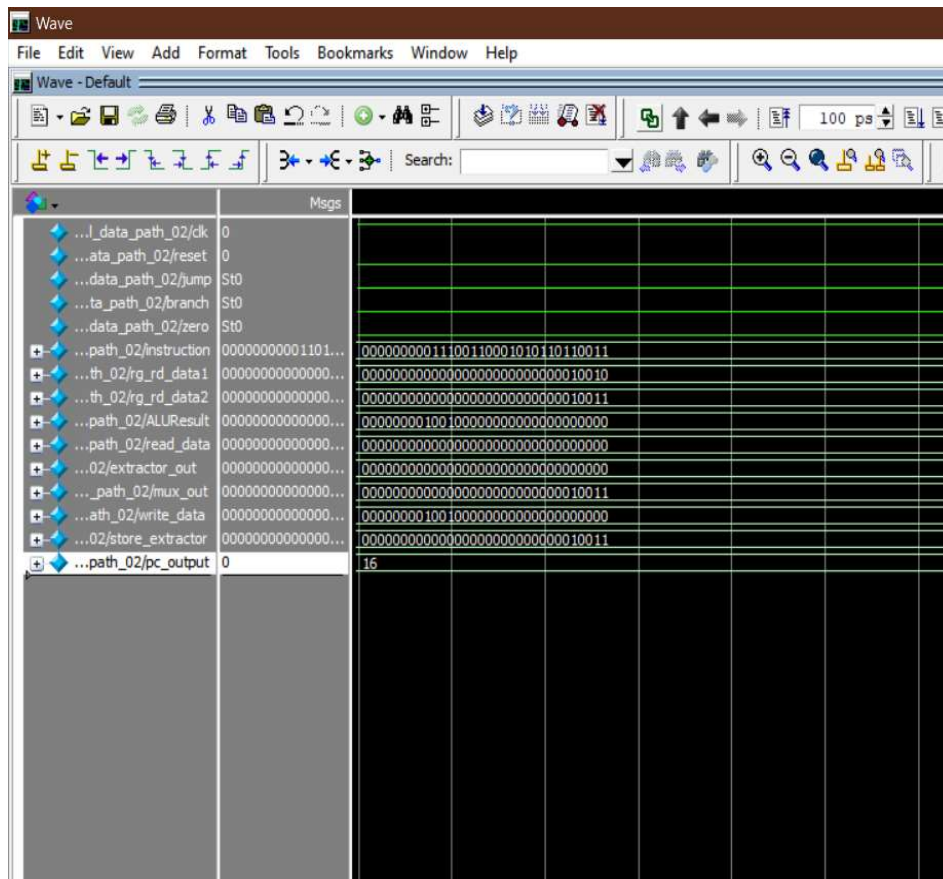 Wave
File Edit View Add Format Tools Bookmarks Window Help
Wave - Default
100 ps
Search:
Msgs
...l_data_path_02/clk 0
...ata_path_02/reset 0
...data_path_02/jump St0
...ta_path_02/branch St0
...data_path_02/zero St0
...path_02/instruction 00000000001101... 00000000011100110001010110110011
...th_02/rg_rd_data1 00000000000000... 00000000000000000000000000010010
...th_02/rg_rd_data2 00000000000000... 00000000000000000000000000010011
...path_02/ALUResult 00000000000000... 00000000100100000000000000000000
...path_02/read_data 00000000000000... 00000000000000000000000000000000
...02/extractor_out 00000000000000... 00000000000000000000000000000000
..._path_02/mux_out 00000000000000... 00000000000000000000000000010011
...ath_02/write_data 00000000000000... 00000000100100000000000000000000
...02/store_extractor 00000000000000... 00000000000000000000000000010011
...path_02/pc_output 0 16